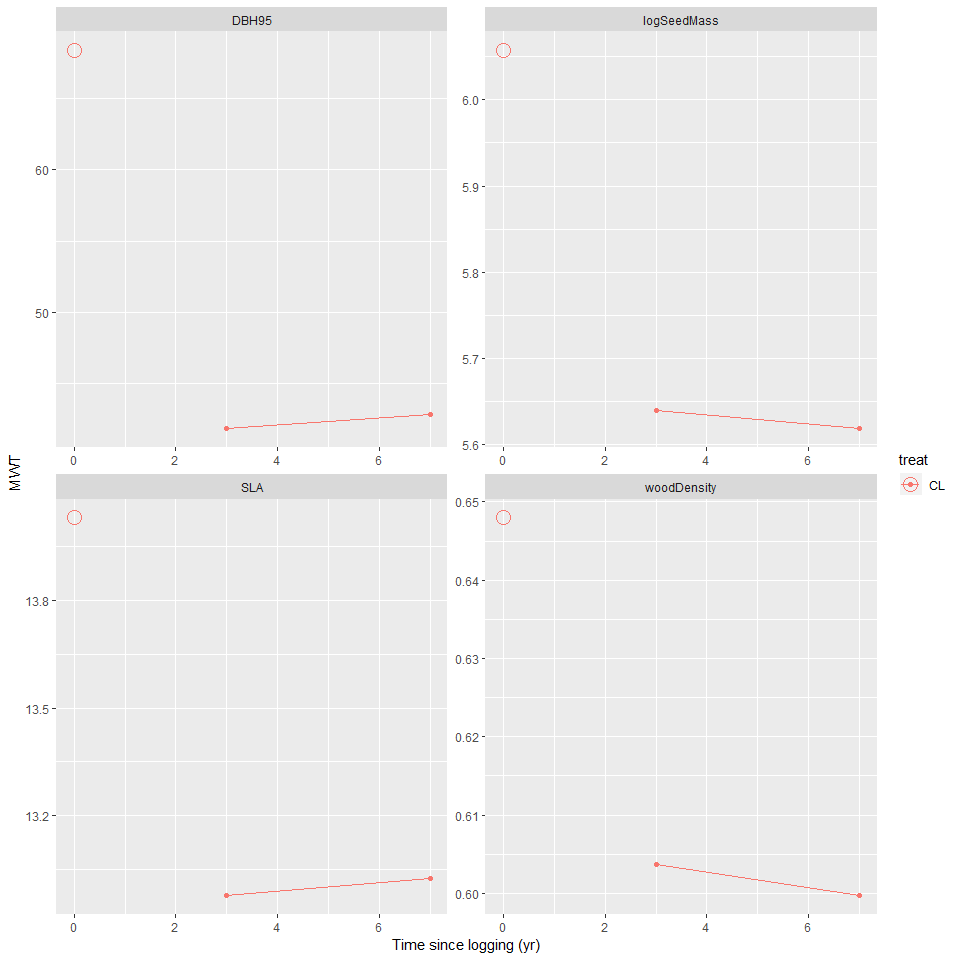 DBH95
logSeedMass
60
50
6.0
5.9
5.8
5.7
5.6
0 2 4 6
0 2 4 6
MWT
treat
CL
SLA
woodDensity
13.8
13.5
13.2
0.65
0.64
0.63
0.62
0.61
0.60
0 2 4 6
0 2 4 6
Time since logging (yr)